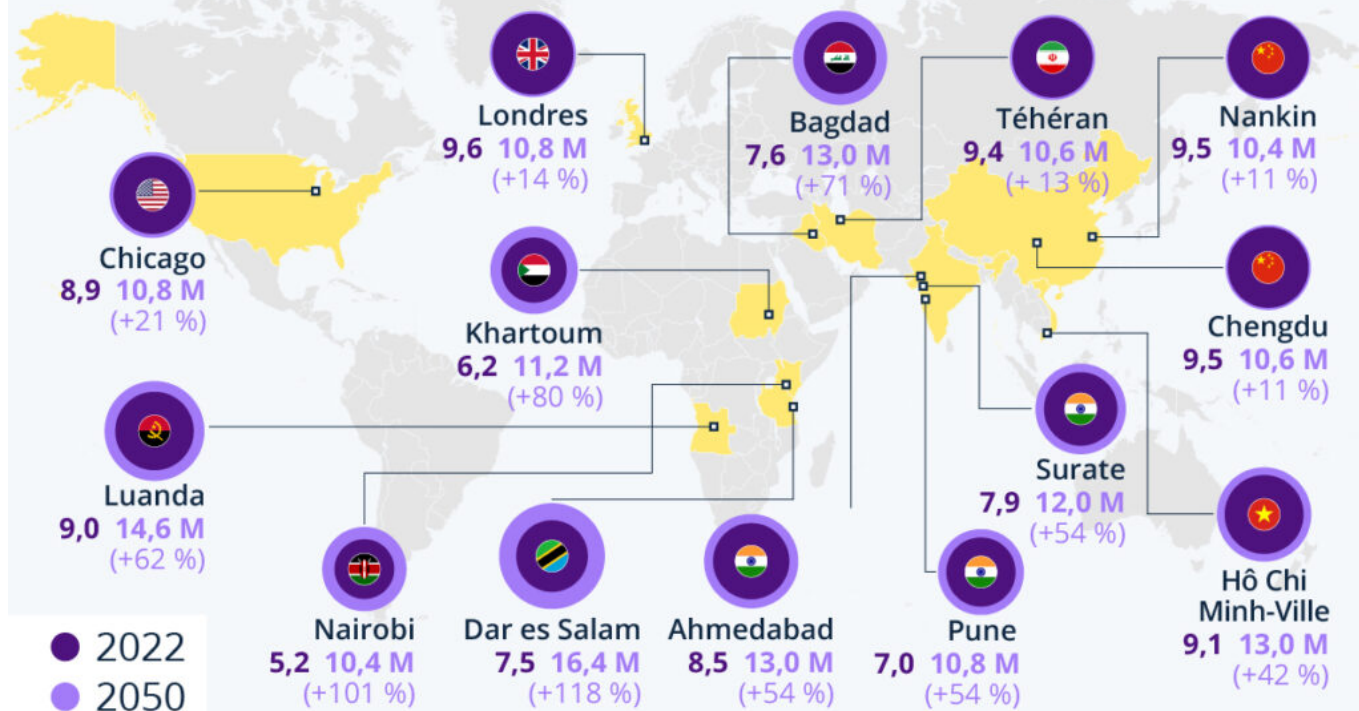 Londres
9,6 10,8 M
(+14 %)
Bagdad
7,6 13,0 M
(+71 %)
Téhéran
9,4 10,6 M
(+ 13 %)
Nankin
9,5 10,4 M
(+11 %)
Chicago
8,9 10,8 M
(+21 %)
Khartoum
6,2 11,2 M
(+80 %)
Chengdu
9,5 10,6 M
(+11 %)
Luanda
9,0 14,6 M
(+62 %)
Surate
7,9 12,0 M
(+54 %)
Hô Chi
Minh-Ville
9,1 13,0 M
(+42 %)
Nairobi
5,2 10,4 M
(+101 %)
Dar es Salam
7,5 16,4 M
(+118 %)
Ahmedabad
8,5 13,0 M
(+54 %)
Pune
7,0 10,8 M
(+54 %)
2022
2050